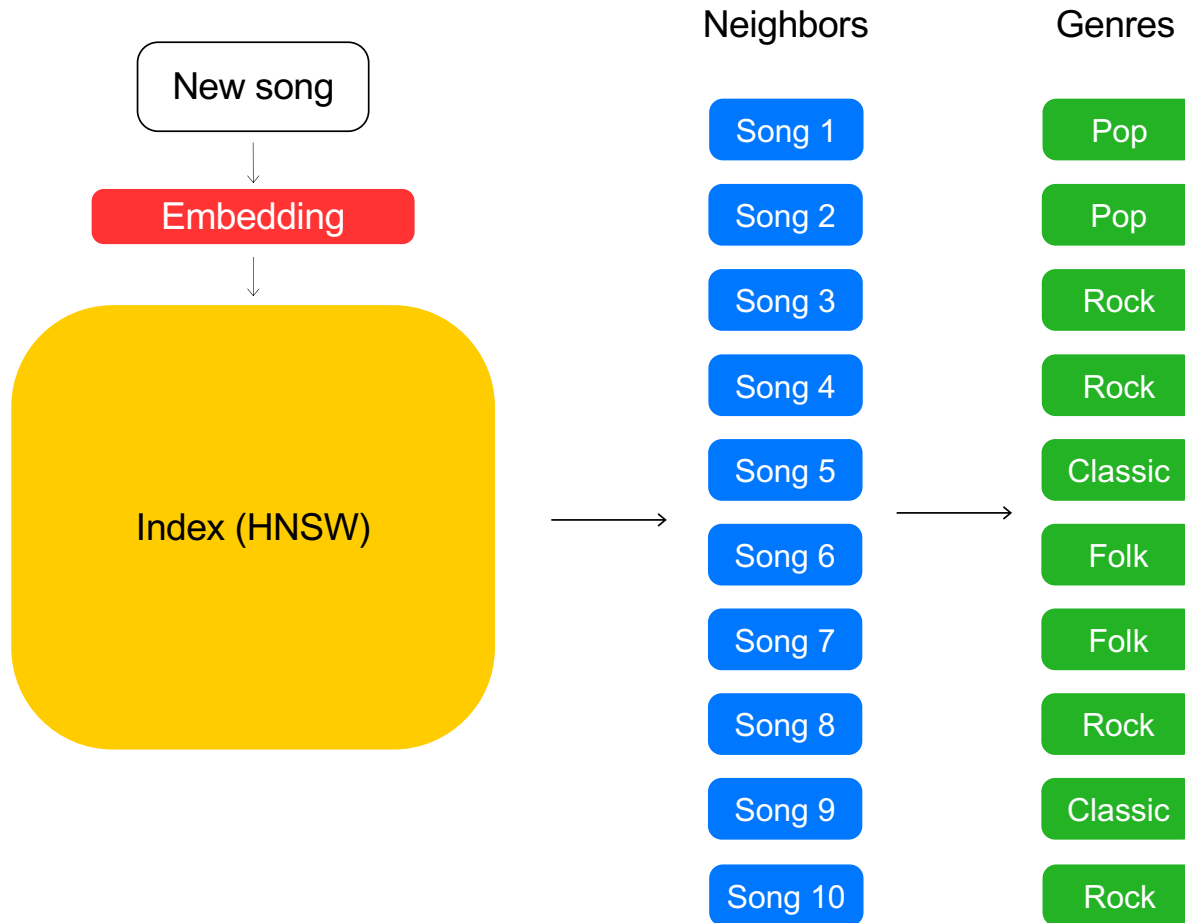 New song
Embedding
Index (HNSW)
Neighbors
Song 1
Song 2
Song 3
Song 4
Song 5
Song 6
Song 7
Song 8
Song 9
Song 10
Genres
Pop
Pop
Rock
Rock
Classic
Folk
Folk
Rock
Classic
Rock